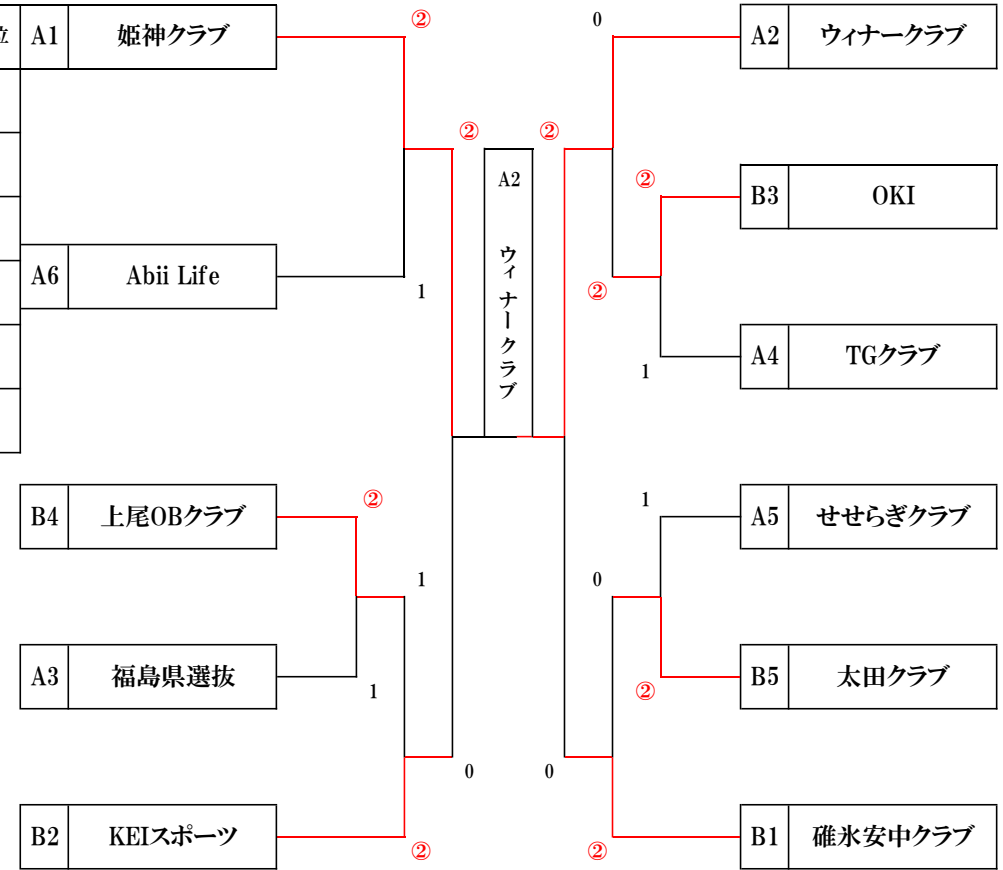 位 A1 姫神クラブ ② 0 A2 ウィナークラブ
② ②
A2
ウィナークラブ
② B3 OKI
A6 Abii Life 1 ②
1 A4 TGクラブ
B4 上尾OBクラブ ② 1 A5 せせらぎクラブ
1 0
A3 福島県選抜 1 ② B5 太田クラブ
0 0
B2 KEIスポーツ ② ② B1 碓氷安中クラブ